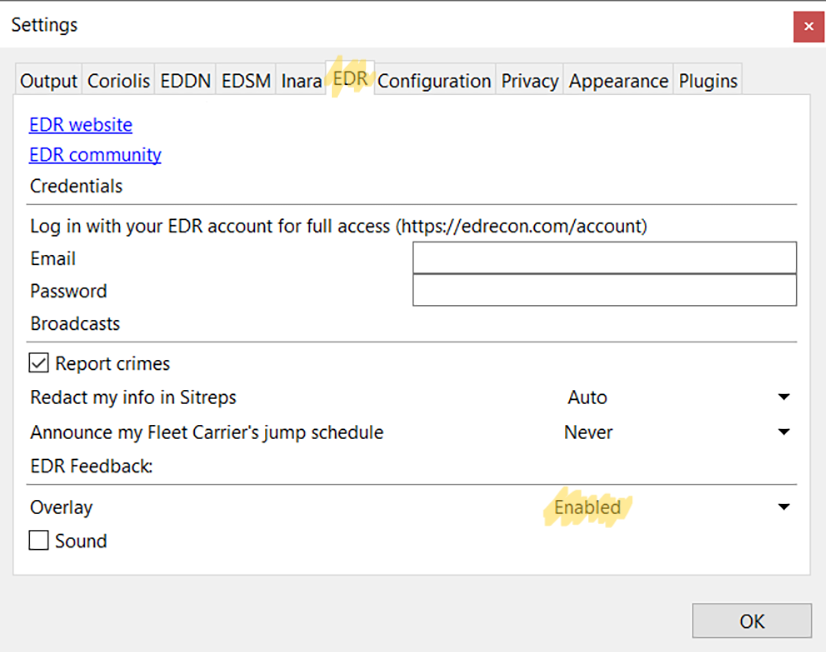 Settings
Output Coriolis EDDN EDSM Inara EDR Configuration Privacy Appearance Plugins
EDR website
EDR community
Credentials
Log in with your EDR account for full access (https://edrecon.com/account)
Email
Password
Broadcasts
Report crimes
Redact my info in Sitreps Auto
Announce my Fleet Carrier's jump schedule Never
EDR Feedback:
Overlay Enabled
Sound
OK